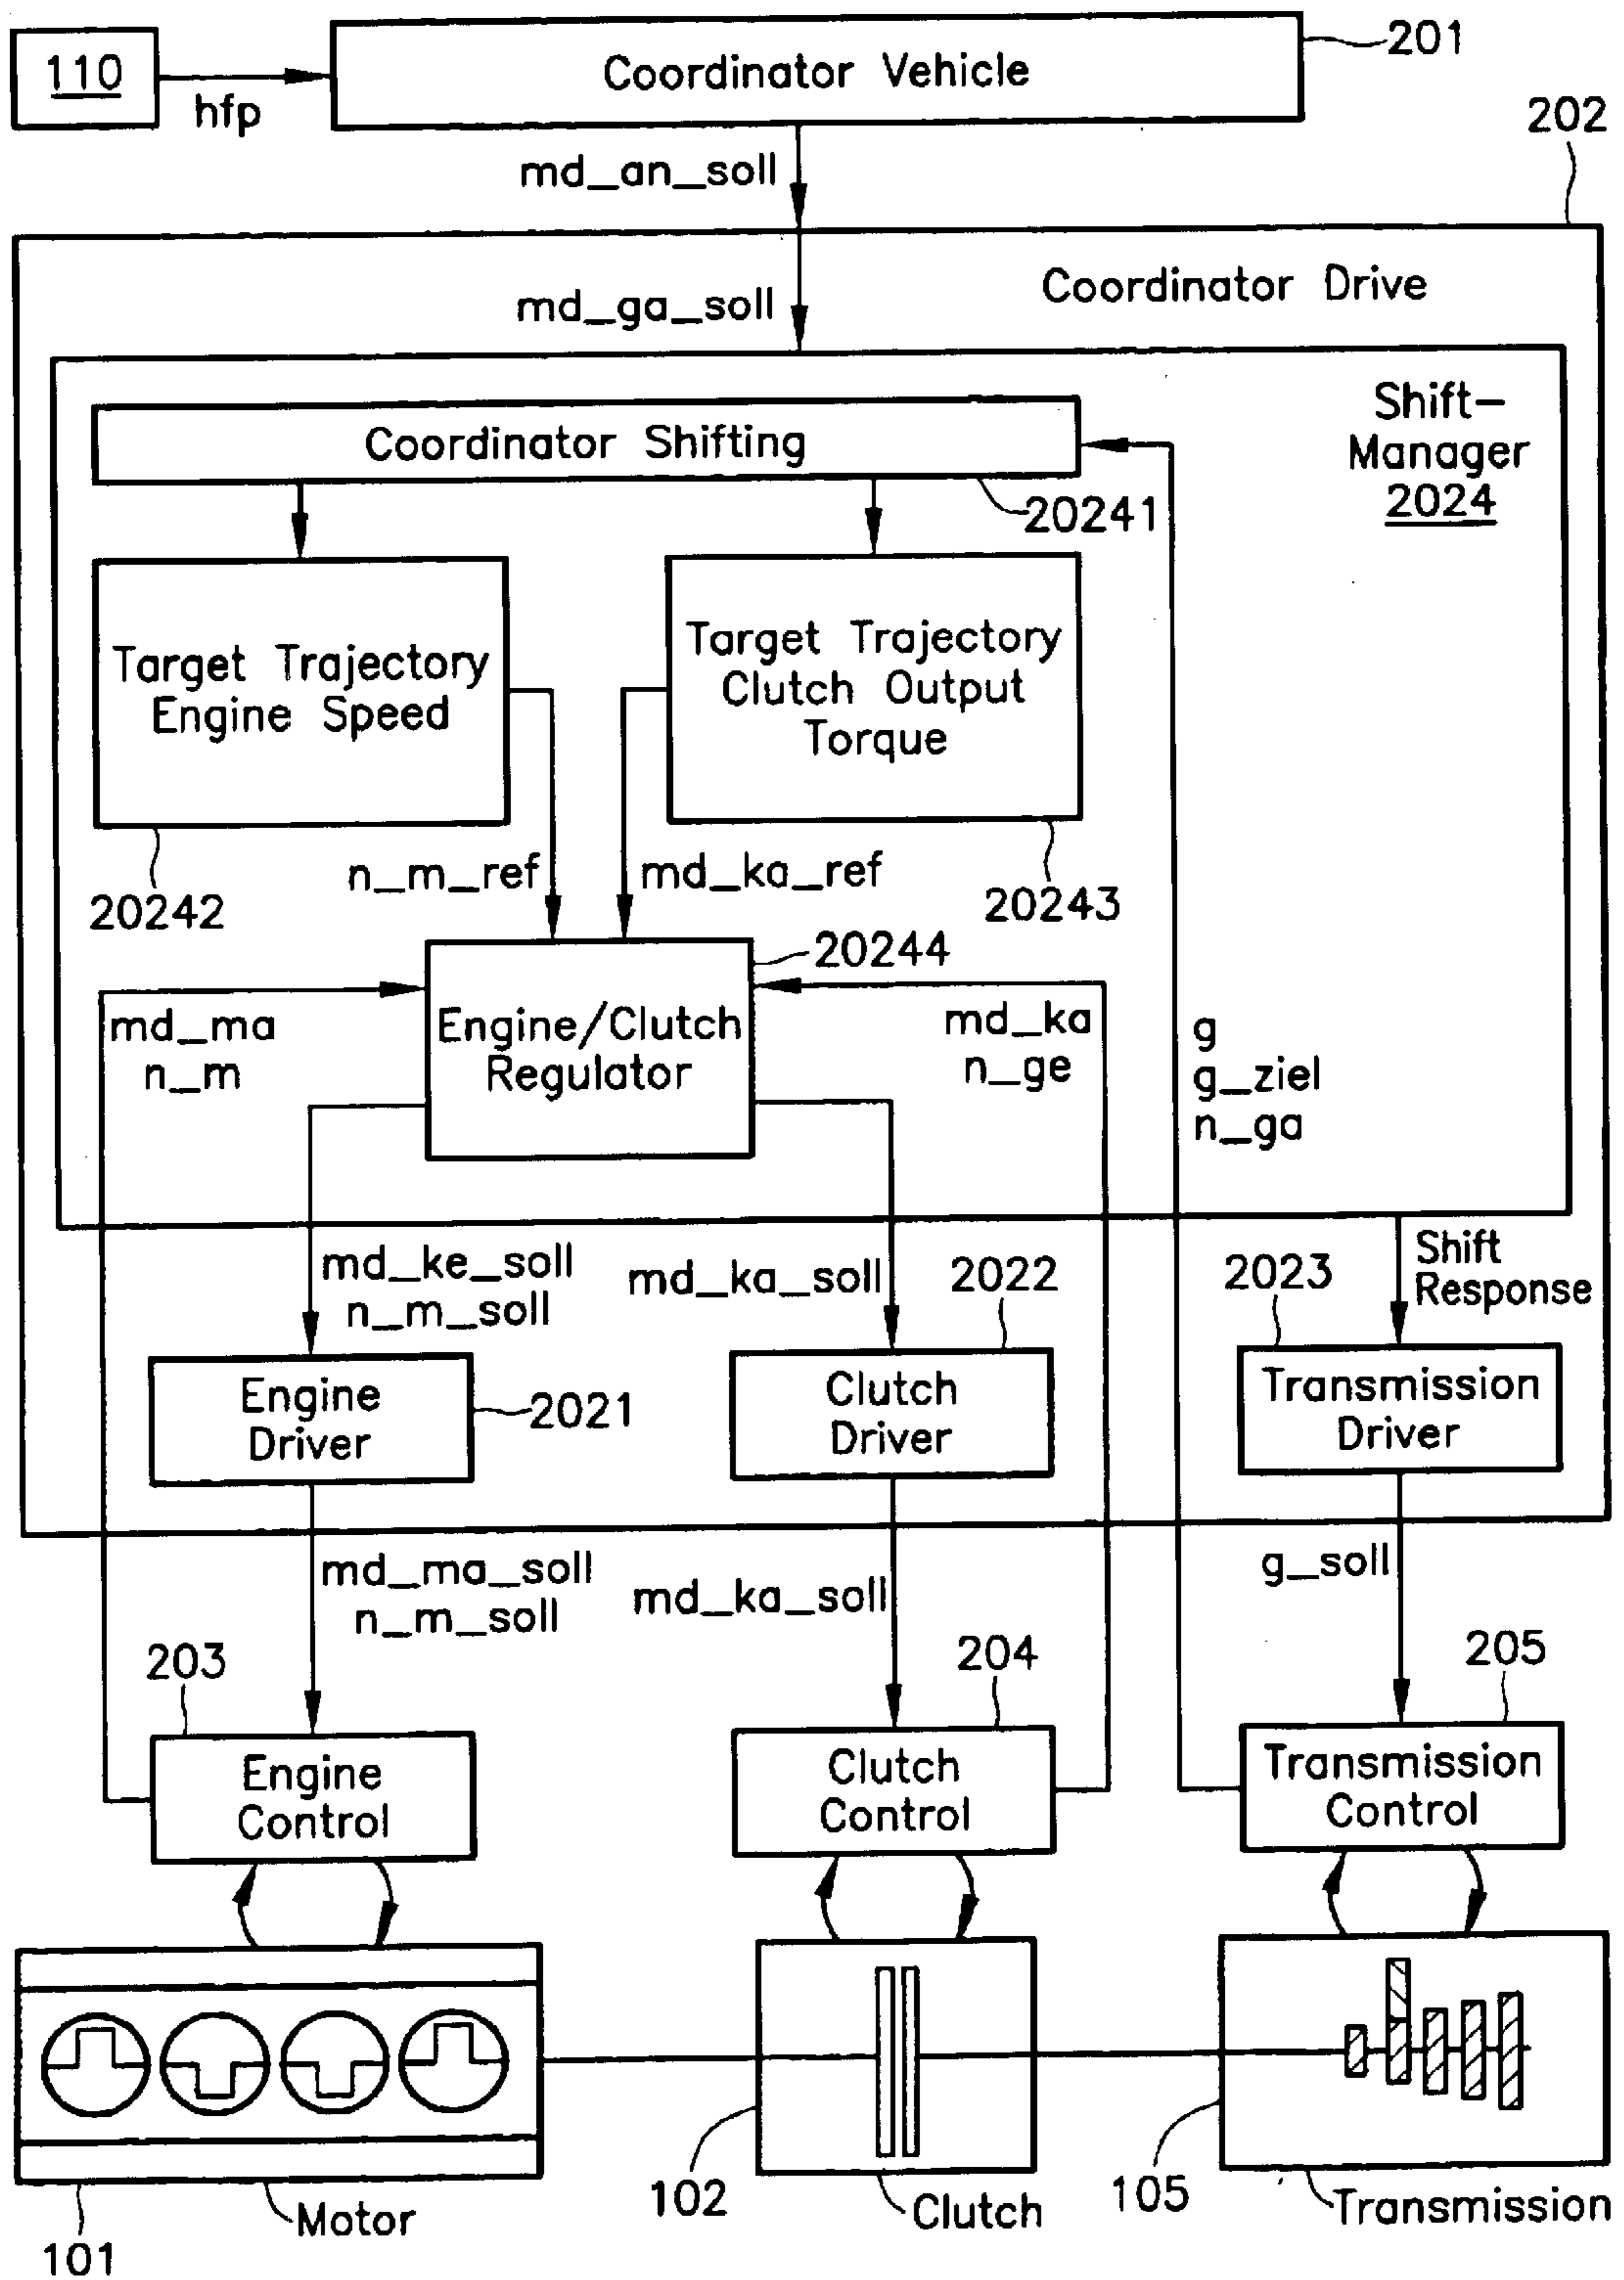 110
hfp
Coordinator Vehicle
201
202
md_an_soll
Coordinator Drive
md_ga_soll
Shift-
Manager
2024
Coordinator Shifting
20241
Target Trajectory
Engine Speed
Target Trajectory
Clutch Output
Torque
20242
n_m_ref
md_ka_ref
20243
20244
Engine/Clutch
Regulator
md_ma
n_m
md_ka
n_ge
g
g_ziel
n_ga
md_ke_soll
n_m_soll
md_ka_soll
2022
2023
Shift
Response
Engine
Driver
2021
Clutch
Driver
Transmission
Driver
md_ma_soll
n_m_soll
md_ka_soll
g_soll
203
204
205
Engine
Control
Clutch
Control
Transmission
Control
101
Motor
102
Clutch
105
Transmission